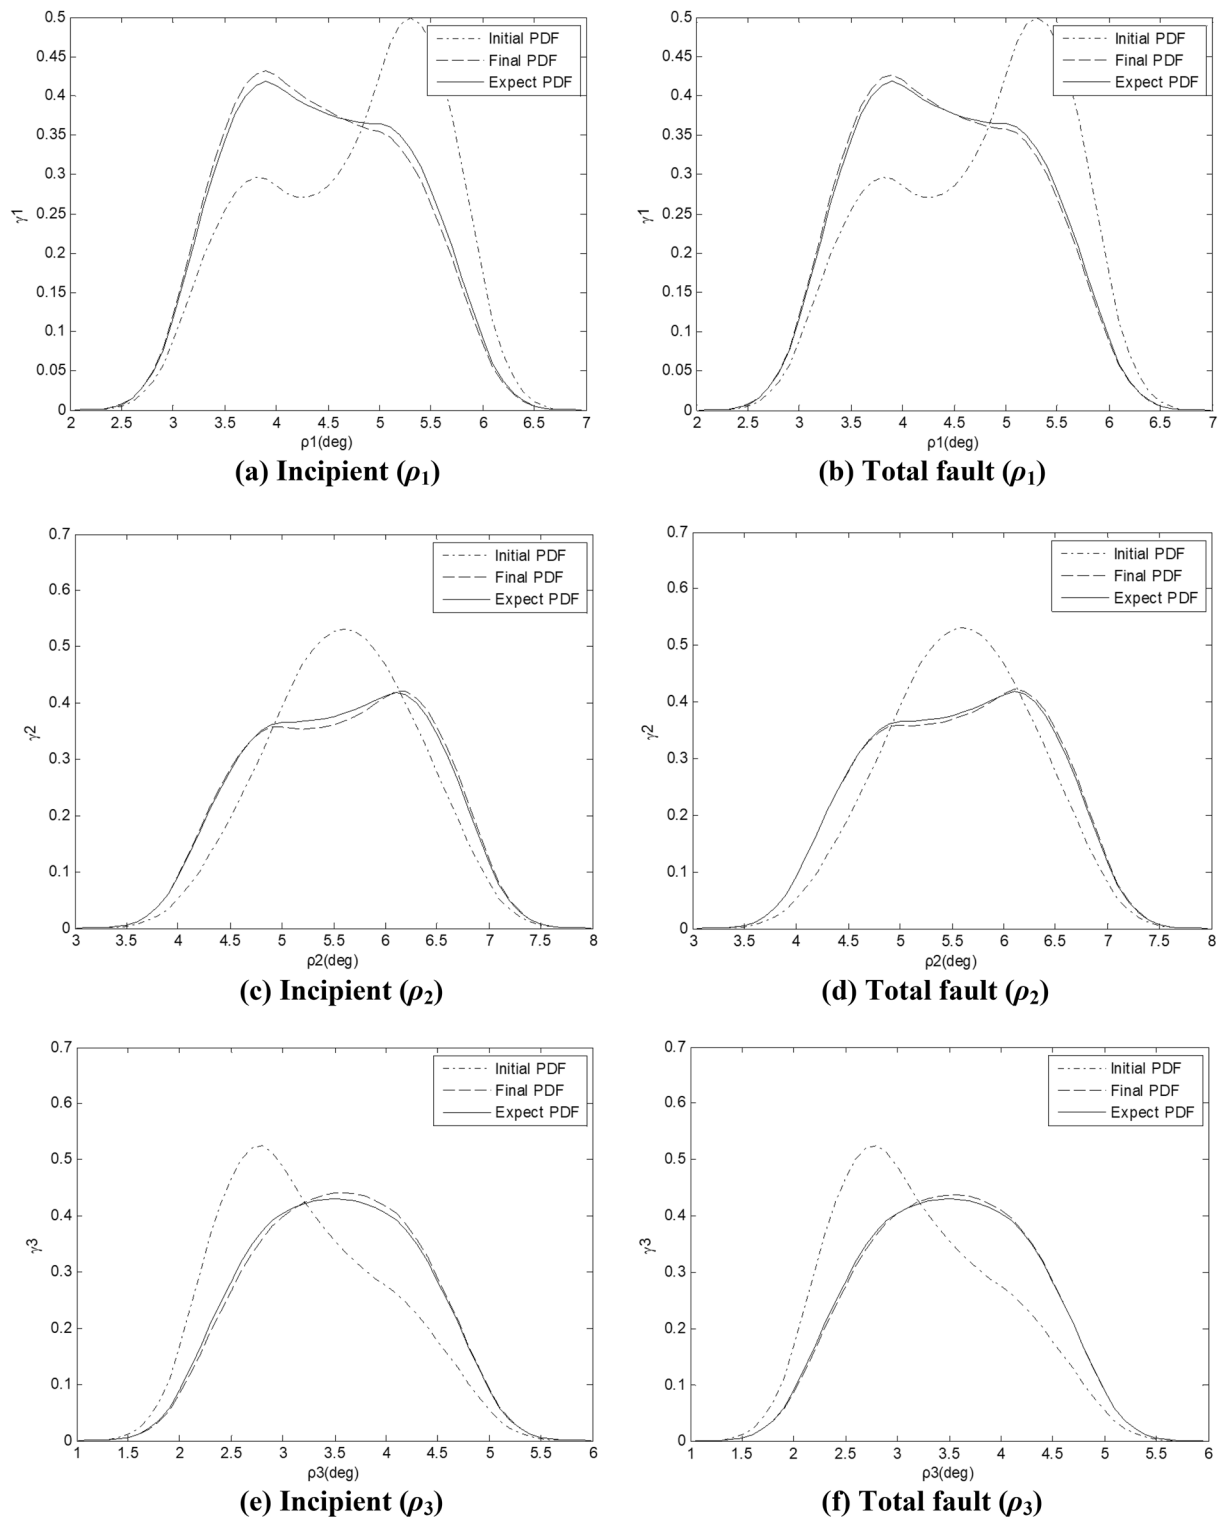 0.5
0.45
0.4
0.35
0.3
0.25
0.2
0.15
0.1
0.05
0
γ1
Initial PDF
Final PDF
Expect PDF
2 2.5 3 3.5 4 4.5 5 5.5 6 6.5 7
ρ1(deg)
(a) Incipient (ρ1)
0.5
0.45
0.4
0.35
0.3
0.25
0.2
0.15
0.1
0.05
0
γ1
Initial PDF
Final PDF
Expect PDF
2 2.5 3 3.5 4 4.5 5 5.5 6 6.5 7
ρ1(deg)
(b) Total fault (ρ1)
0.7
0.6
0.5
0.4
0.3
0.2
0.1
0
γ2
Initial PDF
Final PDF
Expect PDF
3 3.5 4 4.5 5 5.5 6 6.5 7 7.5 8
ρ2(deg)
(c) Incipient (ρ2)
0.7
0.6
0.5
0.4
0.3
0.2
0.1
0
γ2
Initial PDF
Final PDF
Expect PDF
3 3.5 4 4.5 5 5.5 6 6.5 7 7.5 8
ρ2(deg)
(d) Total fault (ρ2)
0.7
0.6
0.5
0.4
0.3
0.2
0.1
0
γ3
Initial PDF
Final PDF
Expect PDF
1 1.5 2 2.5 3 3.5 4 4.5 5 5.5 6
ρ3(deg)
(e) Incipient (ρ3)
0.7
0.6
0.5
0.4
0.3
0.2
0.1
0
γ3
Initial PDF
Final PDF
Expect PDF
1 1.5 2 2.5 3 3.5 4 4.5 5 5.5 6
ρ3(deg)
(f) Total fault (ρ3)